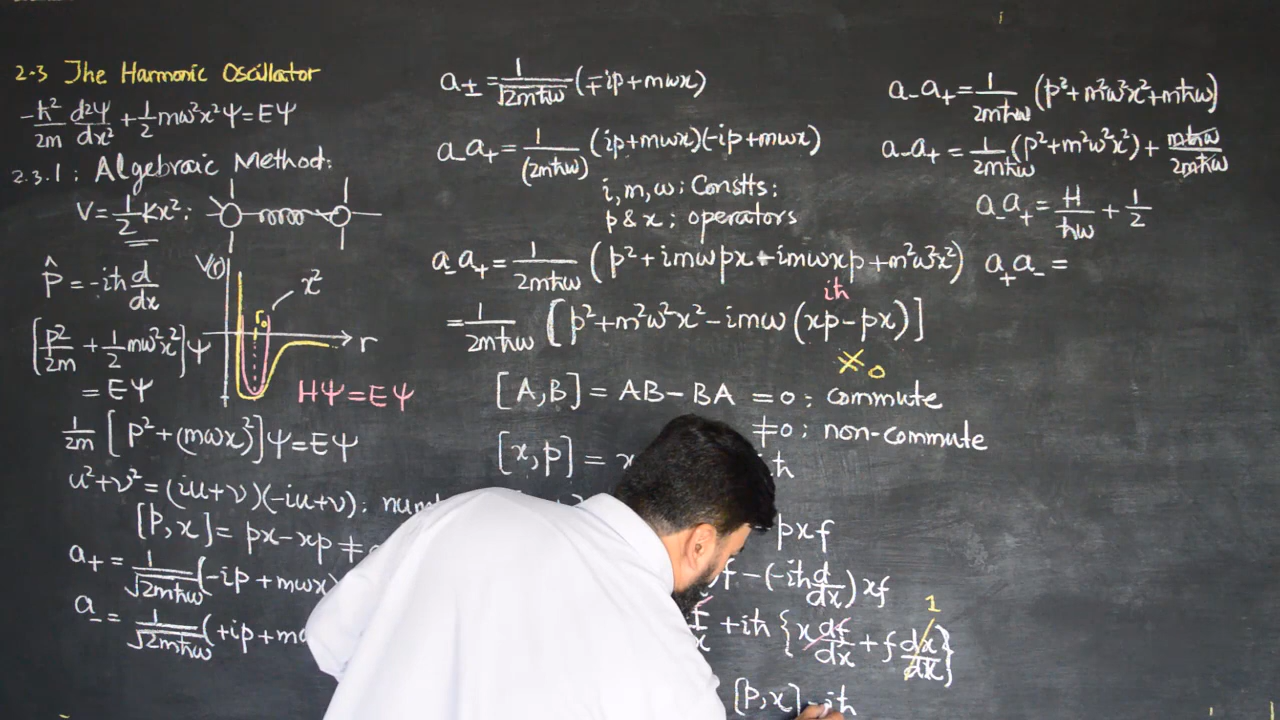 2.3 The Harmonic Oscillator
-ħ²/2m d²ψ/dx² + 1/2 mω²x²ψ = Eψ
2.3.1: Algebraic Method:
V = 1/2 Kx²;
V(r)
x²
r₀
r
p̂ = -iħ d/dx
[p²/2m + 1/2 mω²x²]ψ
= Eψ
Hψ = Eψ
1/2m [p² + (mωx)²]ψ = Eψ
u²+v² = (iu+v)(-iu+v);
[p,x] = px - xp ≠
a₊ = 1/√2mħω (-ip + mωx)
a₋ = 1/√2mħω (+ip+m
a± = 1/√2mħω (∓ip + mωx)
a₋a₊ = 1/(2mħω) (ip+mωx)(-ip+mωx)
i, m, ω; Constts;
p & x; operators
a₋a₊ = 1/2mħω (p² + imωpx - imωxp + m²ω²x²)
iħ
= 1/2mħω [p² + m²ω²x² - imω(xp - px)]
0
[A,B] = AB - BA = 0; commute
≠ 0; non-commute
[x,p] = x iħ
pxf
f - (-iħ d/dx) xf
+ iħ {x df/dx + f dx/dx}
1
[p,x] = -iħ
a₋a₊ = 1/2mħω (p² + m²ω²x² + mħω)
a₋a₊ = 1/2mħω (p² + m²ω²x²) + mħω/2mħω
a₋a₊ = H/ħω + 1/2
a₊a₋ =